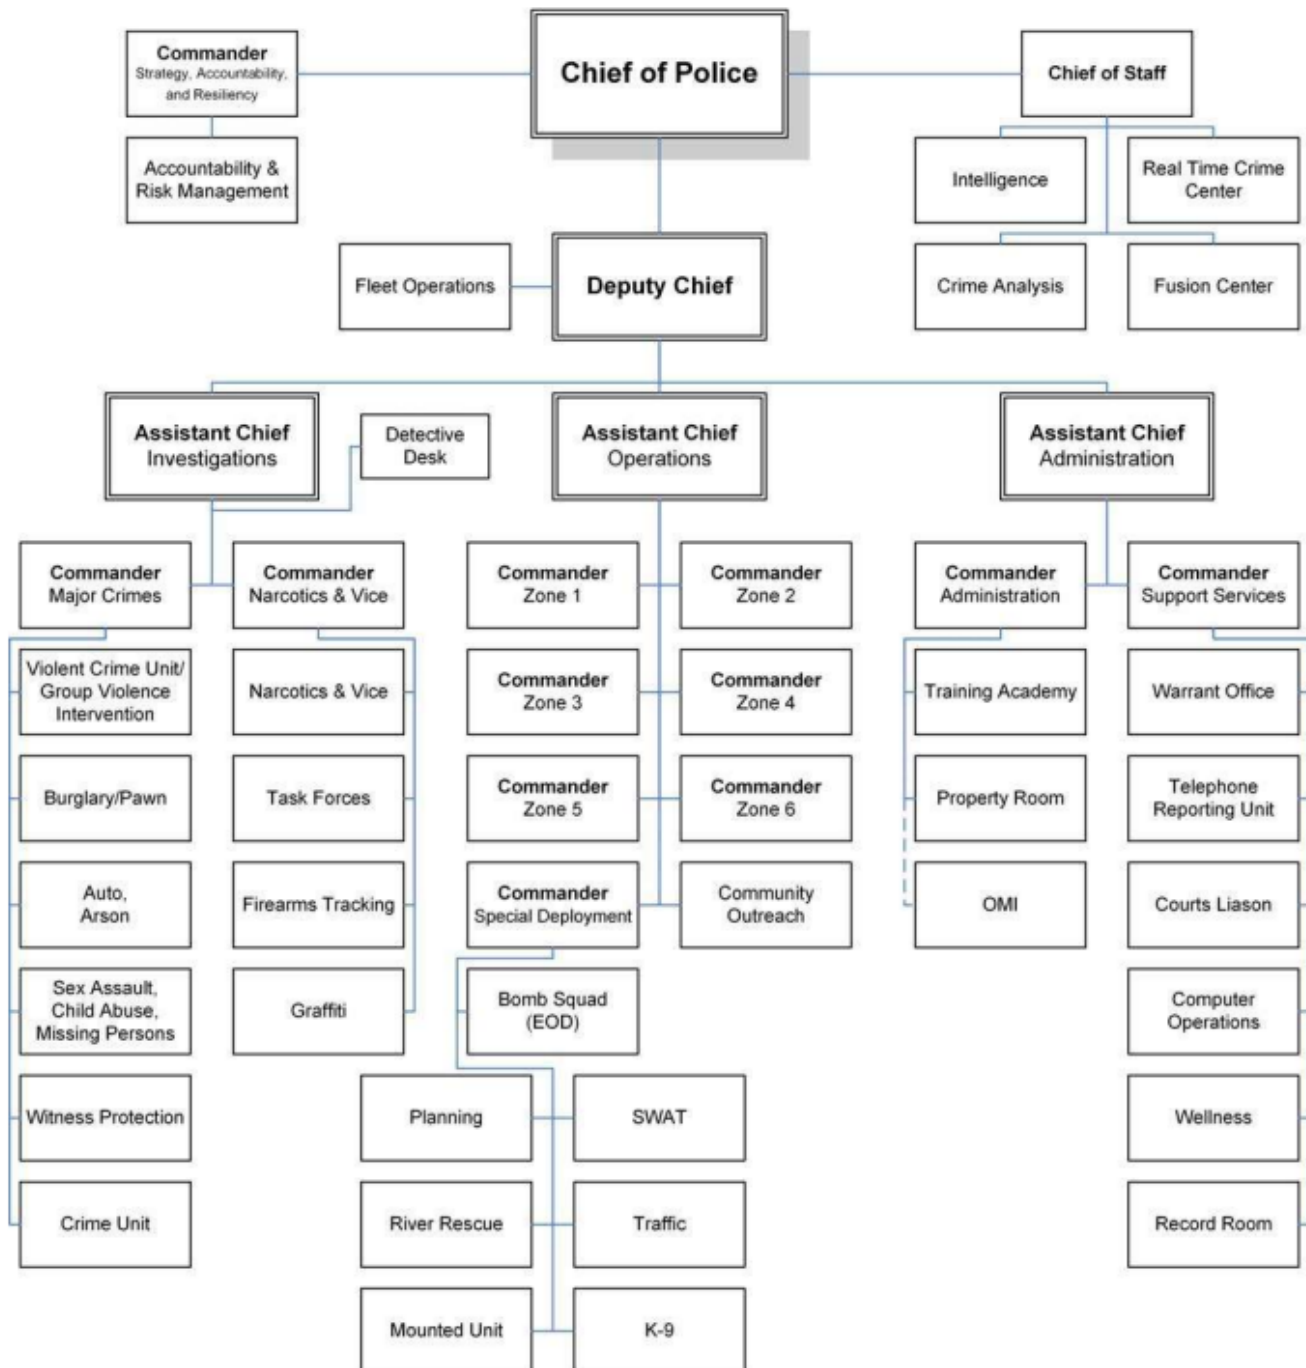 Commander
Strategy, Accountability,
and Resiliency
Chief of Police
Chief of Staff
Accountability &
Risk Management
Intelligence
Real Time Crime
Center
Fleet Operations
Deputy Chief
Crime Analysis
Fusion Center
Assistant Chief
Investigations
Detective
Desk
Assistant Chief
Operations
Assistant Chief
Administration
Commander
Major Crimes
Commander
Narcotics & Vice
Commander
Zone 1
Commander
Zone 2
Commander
Administration
Commander
Support Services
Violent Crime Unit/
Group Violence
Intervention
Narcotics & Vice
Commander
Zone 3
Commander
Zone 4
Training Academy
Warrant Office
Burglary/Pawn
Task Forces
Commander
Zone 5
Commander
Zone 6
Property Room
Telephone
Reporting Unit
Auto,
Arson
Firearms Tracking
Commander
Special Deployment
Community
Outreach
OMI
Courts Liason
Sex Assault,
Child Abuse,
Missing Persons
Graffiti
Bomb Squad
(EOD)
Computer
Operations
Witness Protection
Planning
SWAT
Wellness
Crime Unit
River Rescue
Traffic
Record Room
Mounted Unit
K-9